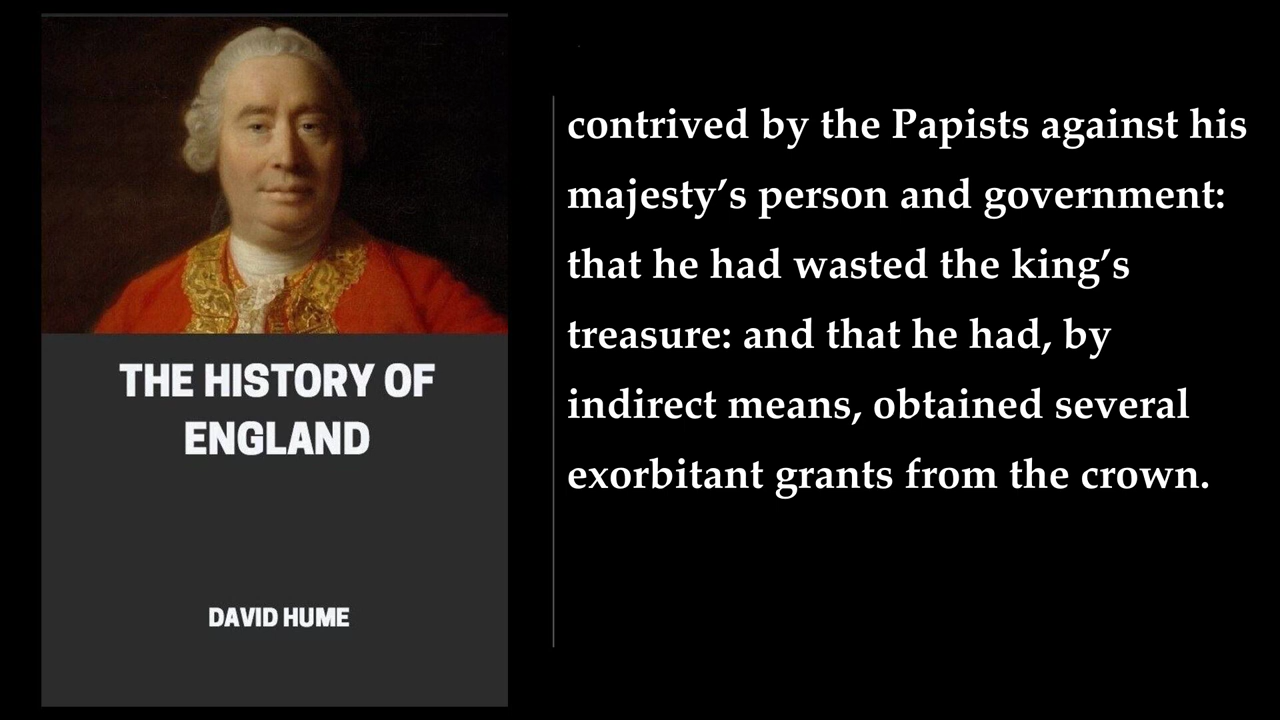 THE HISTORY OF
ENGLAND
DAVID HUME
contrived by the Papists against his
majesty’s person and government:
that he had wasted the king’s
treasure: and that he had, by
indirect means, obtained several
exorbitant grants from the crown.